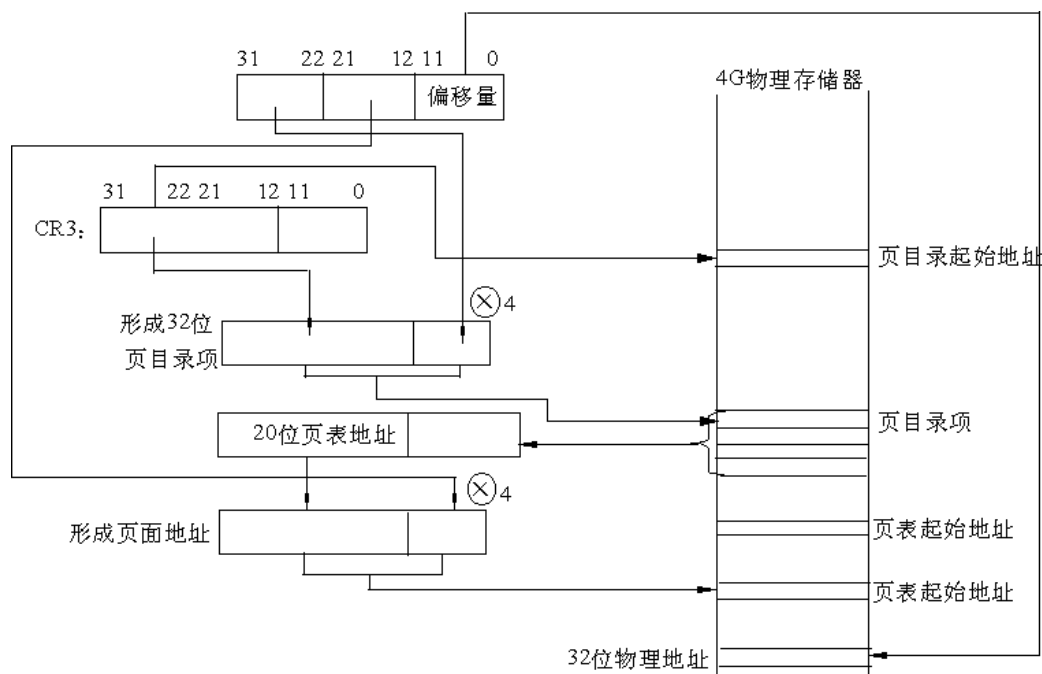 31 22 21 12 11 0
偏移量
4G物理存储器
31 22 21 12 11 0
CR3：
页目录起始地址
×4
形成32位
页目录项
页目录项
20位页表地址
×4
形成页面地址
页表起始地址
页表起始地址
32位物理地址